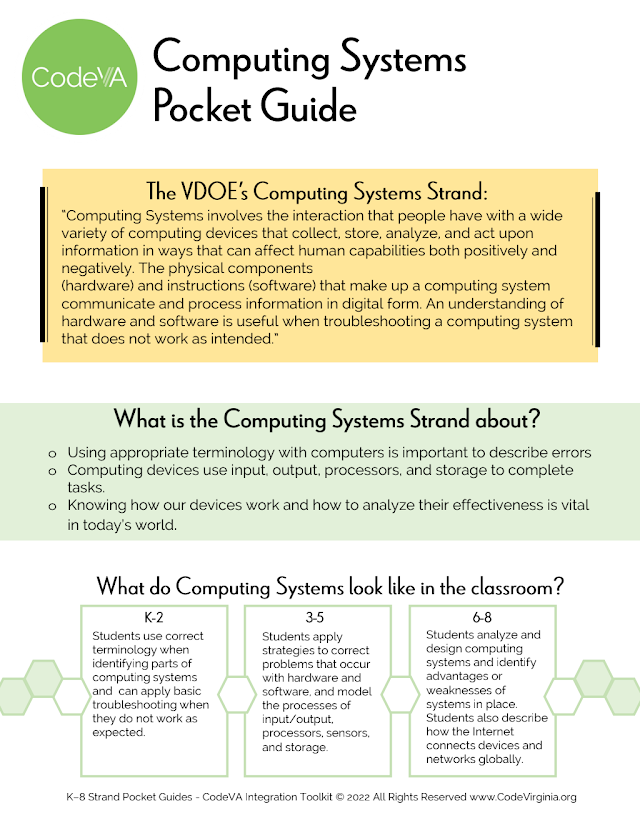 CodeVA
Computing Systems
Pocket Guide
The VDOE's Computing Systems Strand:
"Computing Systems involves the interaction that people have with a wide
variety of computing devices that collect, store, analyze, and act upon
information in ways that can affect human capabilities both positively and
negatively. The physical components
(hardware) and instructions (software) that make up a computing system
communicate and process information in digital form. An understanding of
hardware and software is useful when troubleshooting a computing system
that does not work as intended."
What is the Computing Systems Strand about?
o Using appropriate terminology with computers is important to describe errors
o Computing devices use input, output, processors, and storage to complete
tasks.
o Knowing how our devices work and how to analyze their effectiveness is vital
in today's world.
What do Computing Systems look like in the classroom?
K-2
Students use correct
terminology when
identifying parts of
computing systems
and can apply basic
troubleshooting when
they do not work as
expected.
3-5
Students apply
strategies to correct
problems that occur
with hardware and
software, and model
the processes of
input/output,
processors, sensors,
and storage.
6-8
Students analyze and
design computing
systems and identify
advantages or
weaknesses of
systems in place.
Students also describe
how the Internet
connects devices and
networks globally.
K–8 Strand Pocket Guides - CodeVA Integration Toolkit © 2022 All Rights Reserved www.CodeVirginia.org